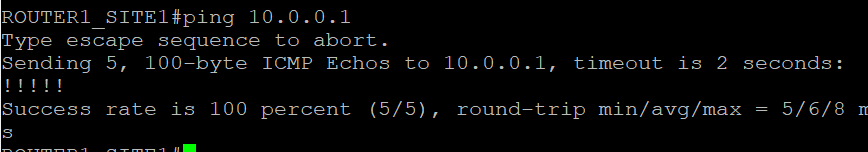 ROUTER1_SITE1#ping 10.0.0.1
Type escape sequence to abort.
Sending 5, 100-byte ICMP Echos to 10.0.0.1, timeout is 2 seconds:
!!!!!
Success rate is 100 percent (5/5), round-trip min/avg/max = 5/6/8 m
s
ROUTER1_SITE1#